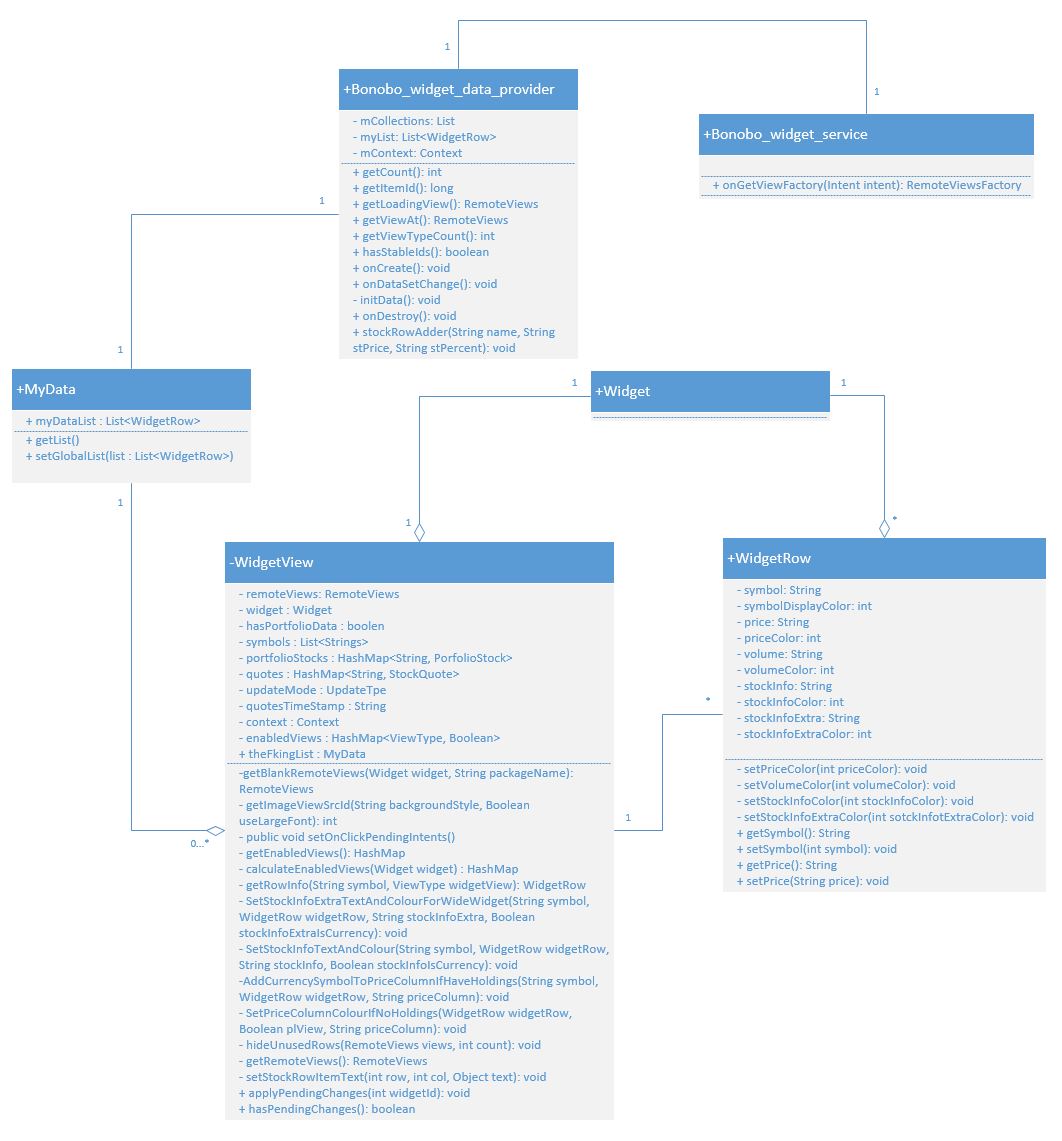 1
1
+Bonobo_widget_data_provider
- mCollections: List
- myList: List<WidgetRow>
- mContext: Context
+ getCount(): int
+ getItemId(): long
+ getLoadingView(): RemoteViews
+ getViewAt(): RemoteViews
+ getViewTypeCount(): int
+ hasStableIds(): boolean
+ onCreate(): void
+ onDataSetChange(): void
- initData(): void
+ onDestroy(): void
+ stockRowAdder(String name, String
stPrice, String stPercent): void
+Bonobo_widget_service
+ onGetViewFactory(Intent intent): RemoteViewsFactory
1
1
+MyData
+ myDataList : List<WidgetRow>
+ getList()
+ setGlobalList(list : List<WidgetRow>)
1
0...*
1
+Widget
1
1
*
-WidgetView
- remoteViews: RemoteViews
- widget : Widget
- hasPortfolioData : boolen
- symbols : List<Strings>
- portfolioStocks : HashMap<String, PorfolioStock>
- quotes : HashMap<String, StockQuote>
- updateMode : UpdateTpe
- quotesTimeStamp : String
- context : Context
- enabledViews : HashMap<ViewType, Boolean>
+ theFkingList : MyData
-getBlankRemoteViews(Widget widget, String packageName):
RemoteViews
- getImageViewSrcId(String backgroundStyle, Boolean
useLargeFont): int
- public void setOnClickPendingIntents()
- getEnabledViews(): HashMap
- calculateEnabledViews(Widget widget) : HashMap
- getRowInfo(String symbol, ViewType widgetView): WidgetRow
- SetStockInfoExtraTextAndColourForWideWidget(String symbol,
WidgetRow widgetRow, String stockInfoExtra, Boolean
stockInfoExtraIsCurrency): void
- SetStockInfoTextAndColour(String symbol, WidgetRow widgetRow,
String stockInfo, Boolean stockInfoIsCurrency): void
-AddCurrencySymbolToPriceColumnIfHaveHoldings(String symbol,
WidgetRow widgetRow, String priceColumn): void
- SetPriceColumnColourIfNoHoldings(WidgetRow widgetRow,
Boolean plView, String priceColumn): void
- hideUnusedRows(RemoteViews views, int count): void
- getRemoteViews(): RemoteViews
- setStockRowItemText(int row, int col, Object text): void
+ applyPendingChanges(int widgetId): void
+ hasPendingChanges(): boolean
1
*
+WidgetRow
- symbol: String
- symbolDisplayColor: int
- price: String
- priceColor: int
- volume: String
- volumeColor: int
- stockInfo: String
- stockInfoColor: int
- stockInfoExtra: String
- stockInfoExtraColor: int
- setPriceColor(int priceColor): void
- setVolumeColor(int volumeColor): void
- setStockInfoColor(int stockInfoColor): void
- setStockInfoExtraColor(int sotckInfotExtraColor): void
+ getSymbol(): String
+ setSymbol(int symbol): void
+ getPrice(): String
+ setPrice(String price): void